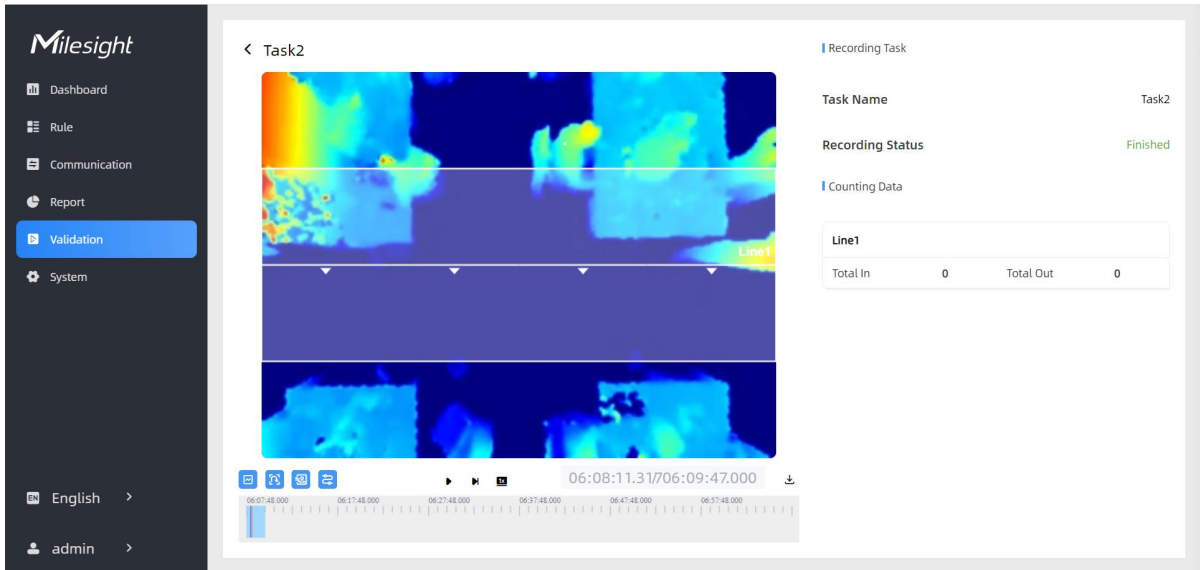 Milesight
Dashboard
Rule
Communication
Report
Validation
System
EN English
admin
Task2
Line1
1x
06:08:11.31/706:09:47.000
06:07:48.000 06:17:48.000 06:27:48.000 06:37:48.000 06:47:48.000 06:57:48.000
Recording Task
Task Name Task2
Recording Status Finished
Counting Data
Line1
Total In 0 Total Out 0